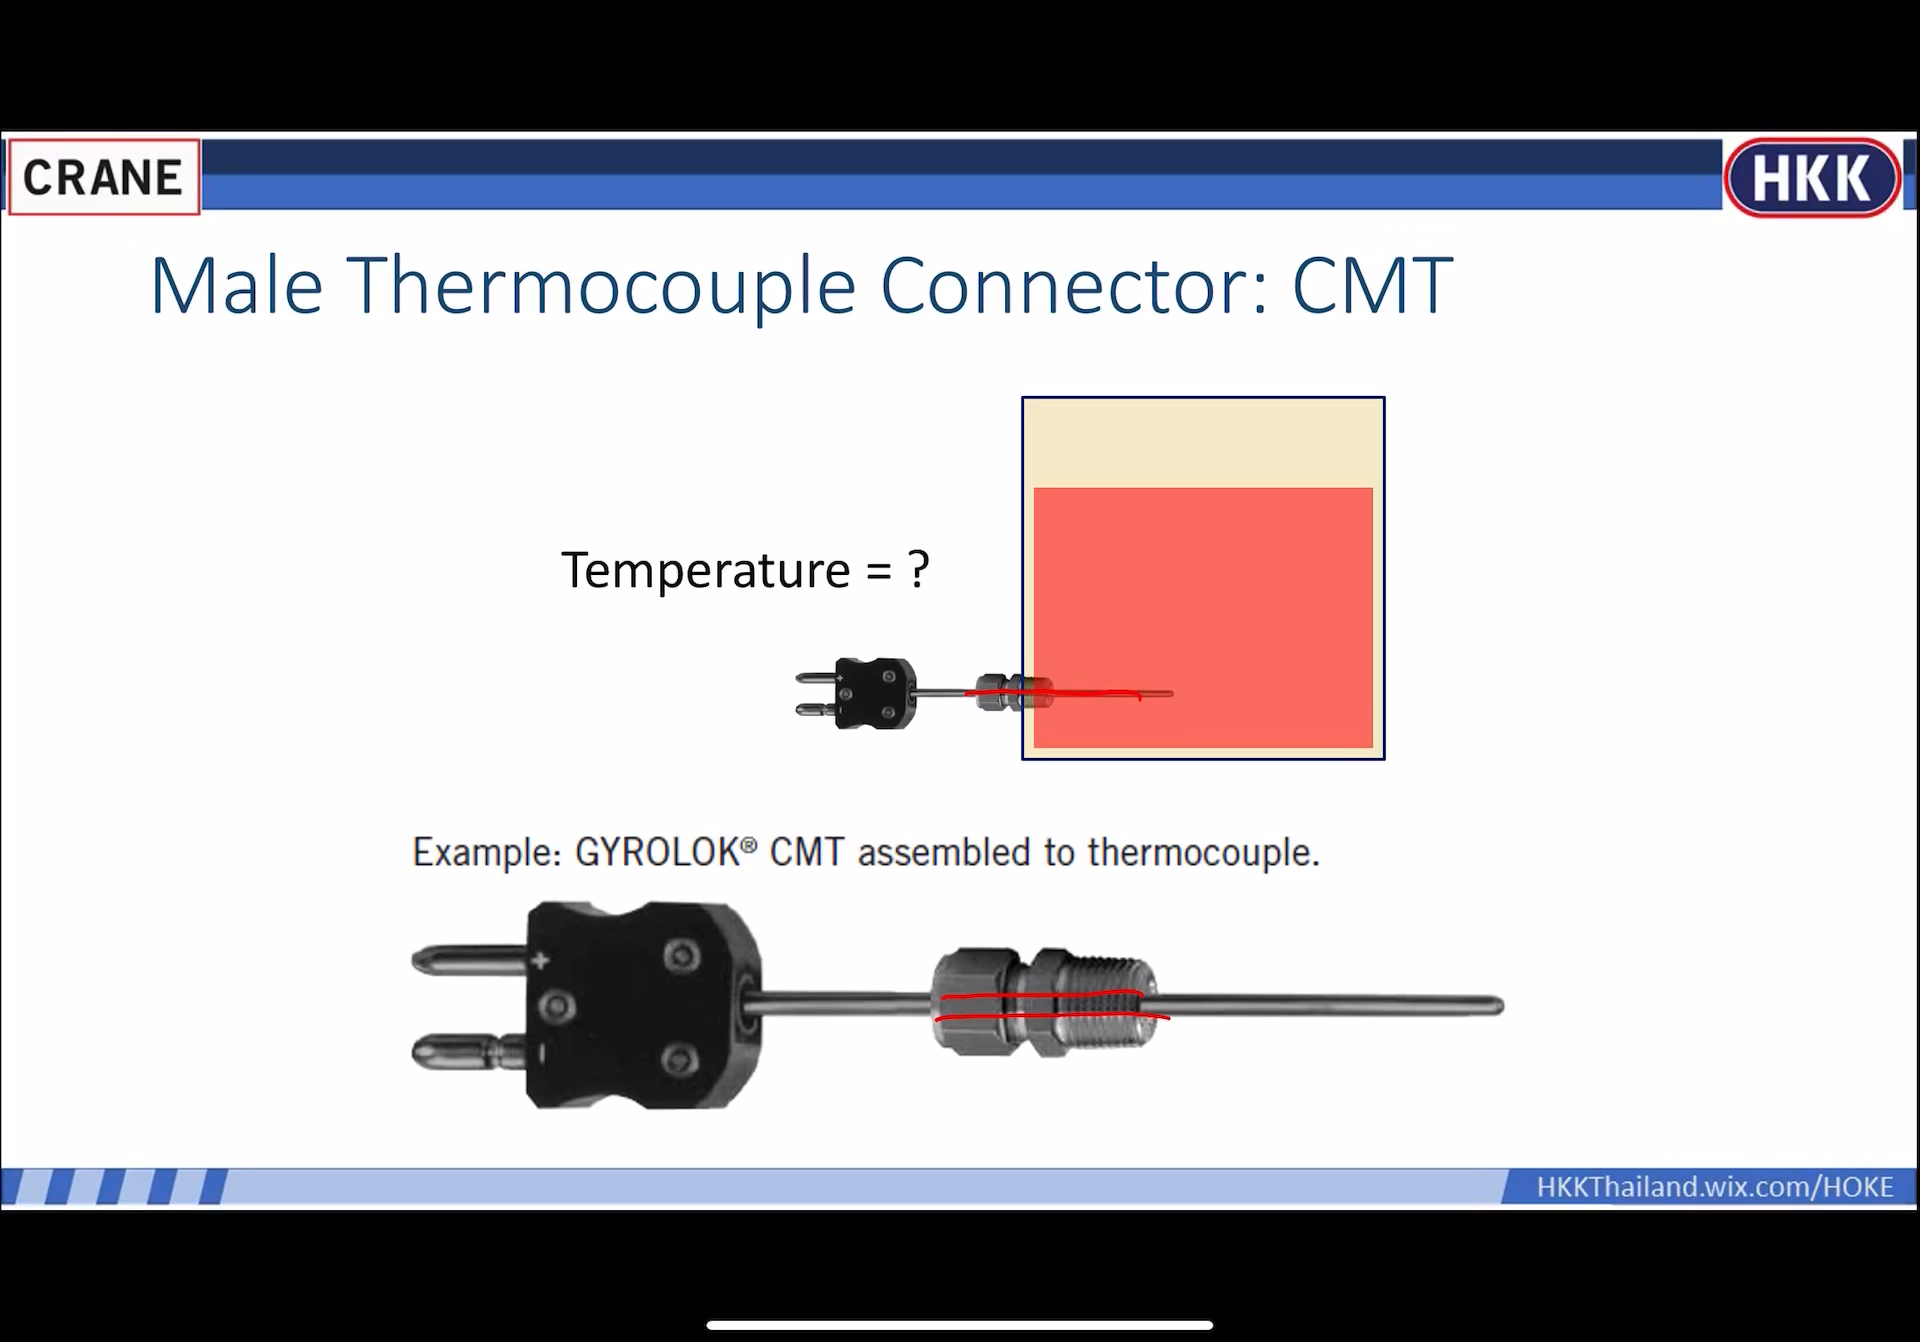 CRANE
HKK
Male Thermocouple Connector: CMT
Temperature = ?
Example: GYROLOK® CMT assembled to thermocouple.
+
-
HKKThailand.wix.com/HOKE